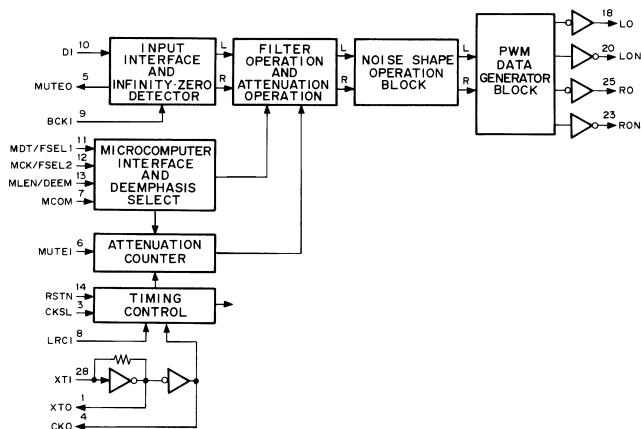 DI 10
MUTEO 5
BCKI 9
INPUT
INTERFACE
AND
INFINITY-ZERO
DETECTOR
L
R
FILTER
OPERATION
AND
ATTENUATION
OPERATION
L
R
NOISE SHAPE
OPERATION
BLOCK
L
R
PWM
DATA
GENERATOR
BLOCK
18 LO
20 LON
25 RO
23 RON
MDT/FSEL1 11
MCK/FSEL2 12
MLEN/DEEM 13
MCOM 7
MICROCOMPUTER
INTERFACE
AND
DEEMPHASIS
SELECT
MUTEI 6
ATTENUATION
COUNTER
RSTN 14
CKSL 3
TIMING
CONTROL
LRCI 8
XTI 28
XTO 1
CKO 4